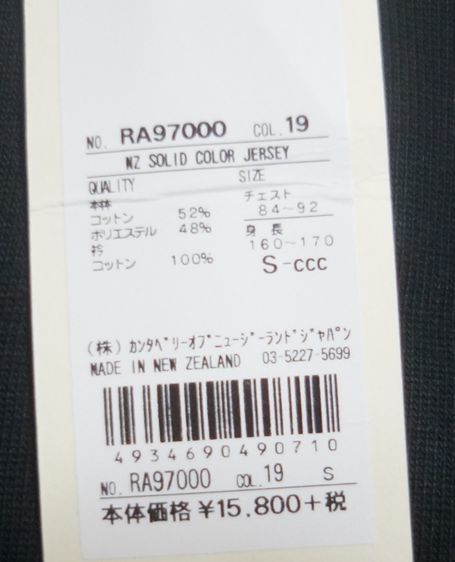 NO. RA97000 COL. 19
NZ SOLID COLOR JERSEY
QUALITY SIZE
本体 チェスト
コットン 52% 84~92
ポリエステル 48% 身長
衿 160~170
コットン 100% S-CCC
(株) カンタベリーオブニュージーランドジャパン
MADE IN NEW ZEALAND 03-5227-5699
4934690490710
NO. RA97000 COL. 19 S
本体価格 ¥15,800+税